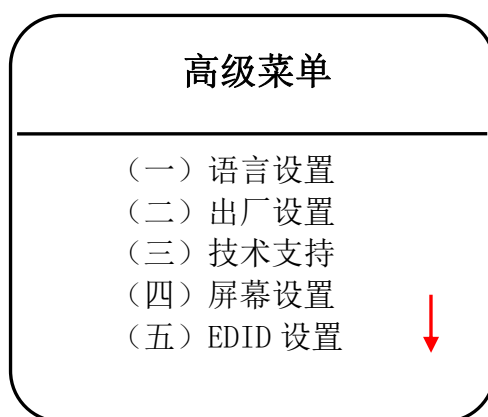 高级菜单
（一）语言设置
（二）出厂设置
（三）技术支持
（四）屏幕设置
（五）EDID 设置